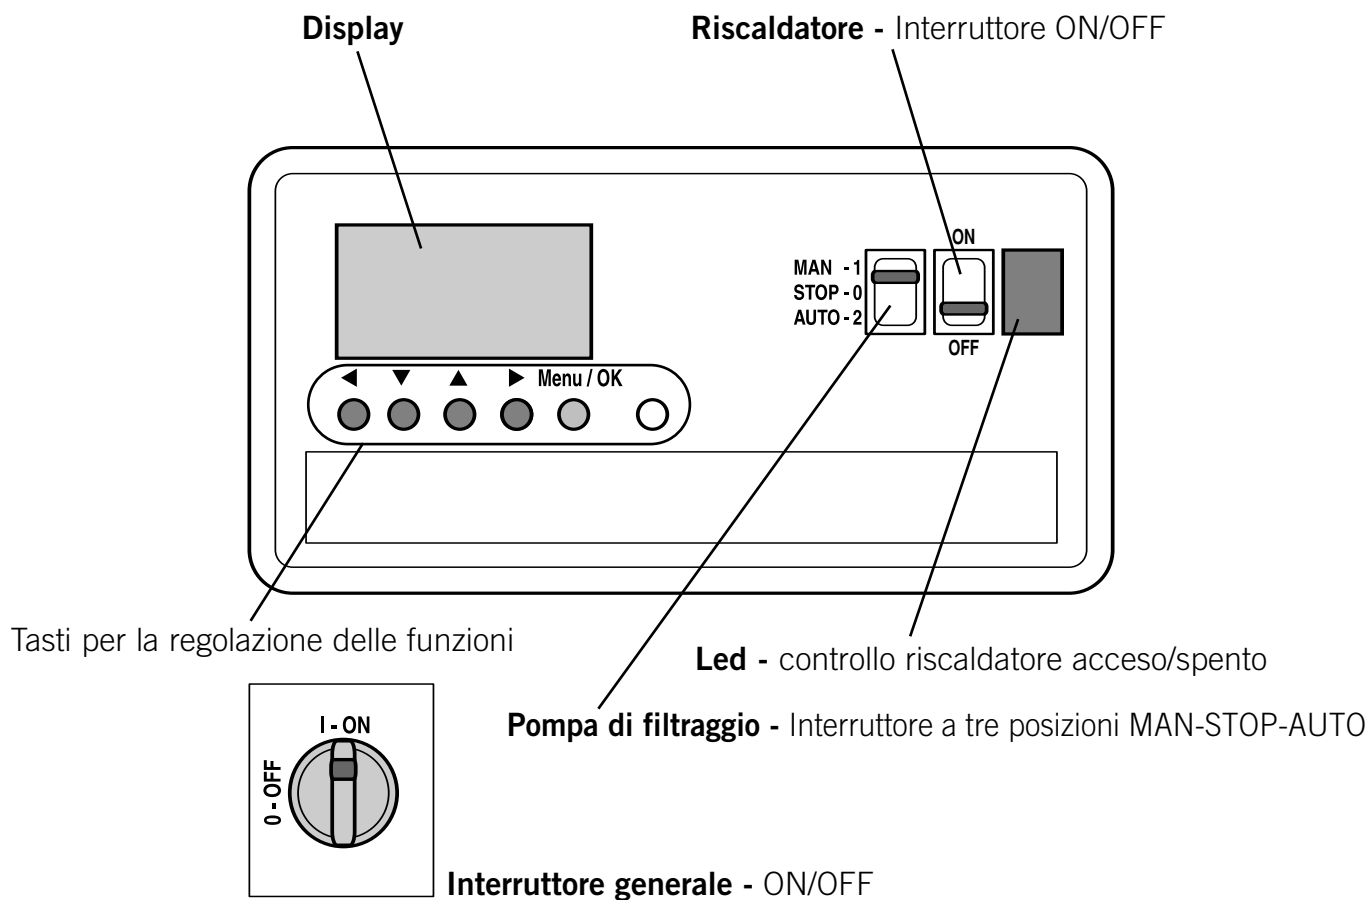 Display
Riscaldatore - Interruttore ON/OFF
ON
MAN - 1
STOP - 0
AUTO - 2
OFF
◀ ▼ ▲ ▶ Menu / OK
Tasti per la regolazione delle funzioni
Led - controllo riscaldatore acceso/spento
Pompa di filtraggio - Interruttore a tre posizioni MAN-STOP-AUTO
I - ON
0 - OFF
Interruttore generale - ON/OFF